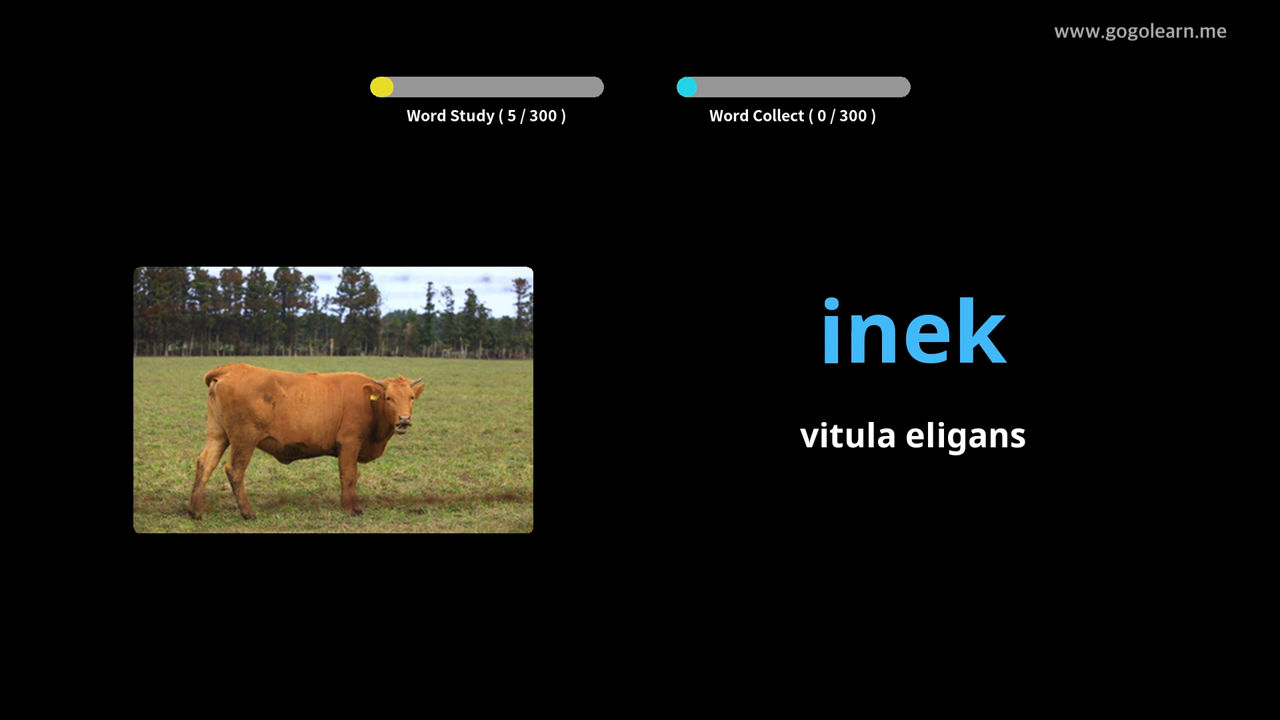 www.gogolearn.me
Word Study ( 5 / 300 )
Word Collect ( 0 / 300 )
inek
vitula eligans